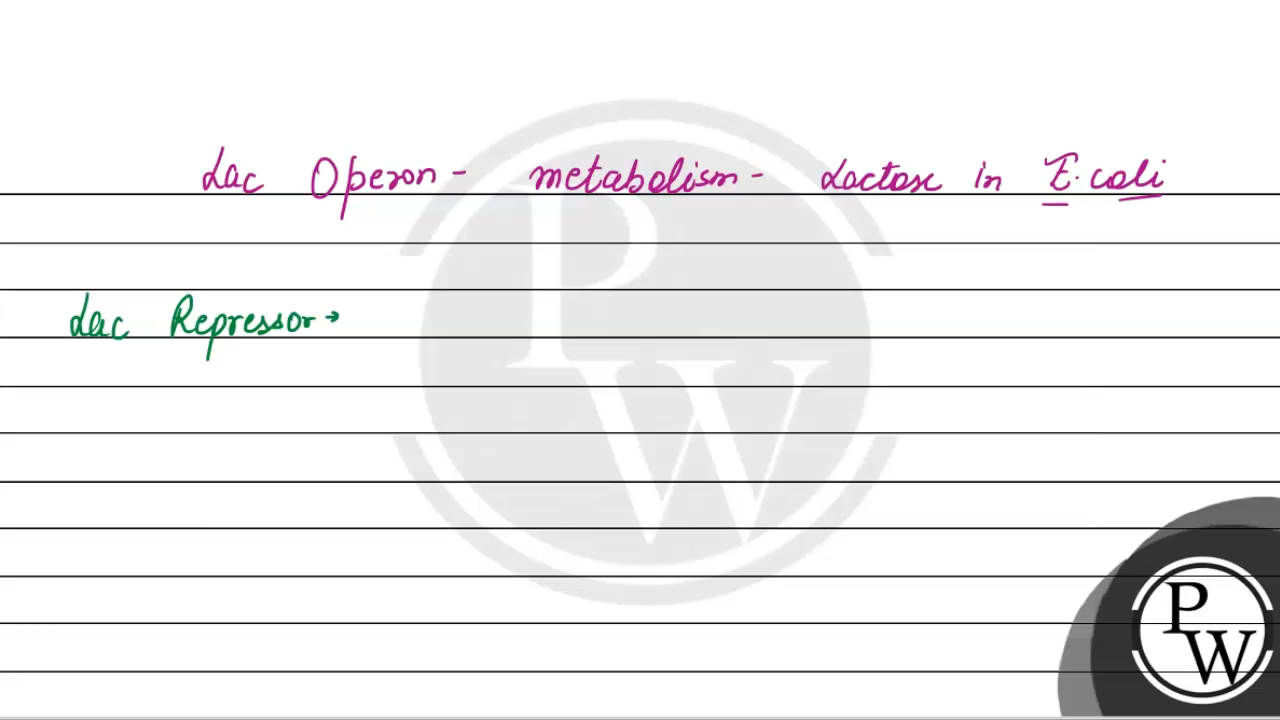 Lac Operon - metabolism - Lactose in E. coli
Lac Repressor →
P
W
P
W